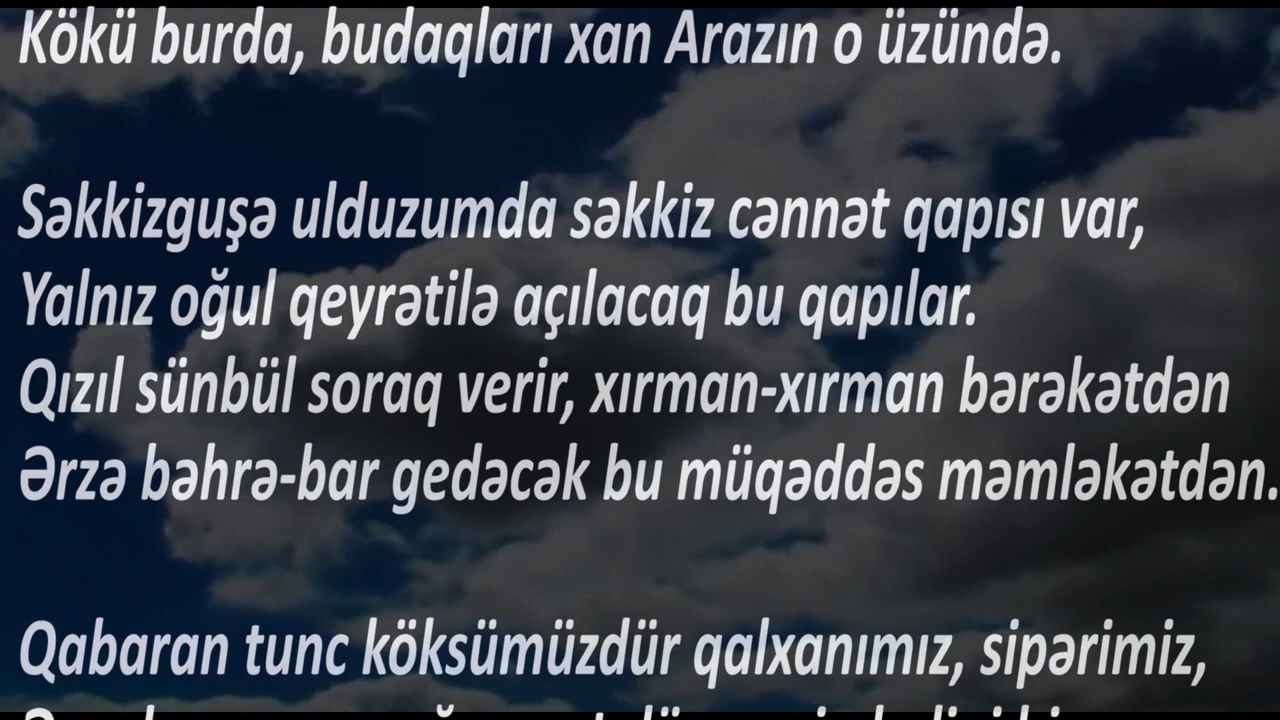 Kökü burda, budaqları xan Arazın o üzündə.
Səkkizguşə ulduzumda səkkiz cənnət qapısı var,
Yalnız oğul qeyrətilə açılacaq bu qapılar.
Qızıl sünbül soraq verir, xırman-xırman bərəkətdən
Ərzə bəhrə-bar gedəcək bu müqəddəs məmləkətdən.
Qabaran tunc köksümüzdür qalxanımız, sipərimiz,